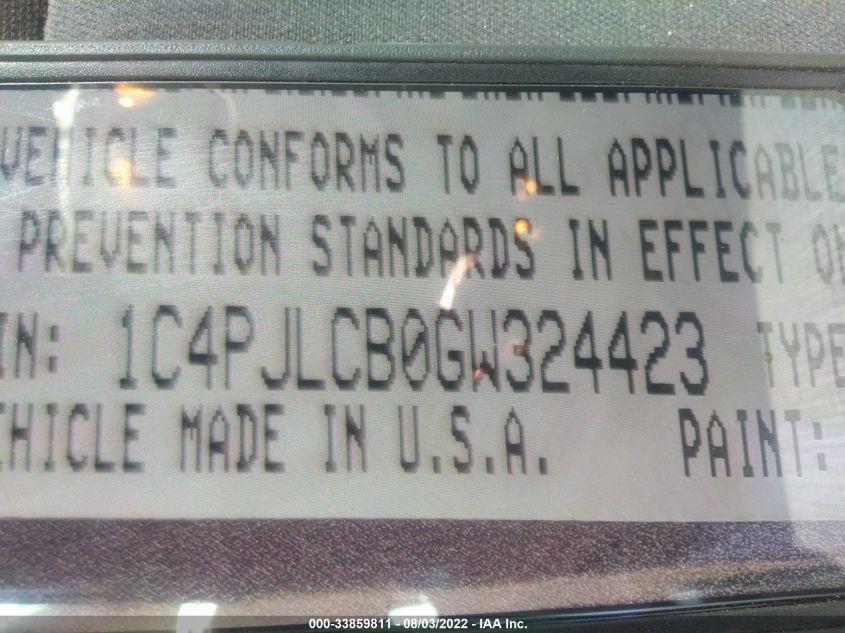 VEHICLE CONFORMS TO ALL APPLICABLE
PREVENTION STANDARDS IN EFFECT
IN: 1C4PJLCB0GW324423 TYPE
EHICLE MADE IN U.S.A. PAINT:
000-33859811 - 08/03/2022 - IAA Inc.